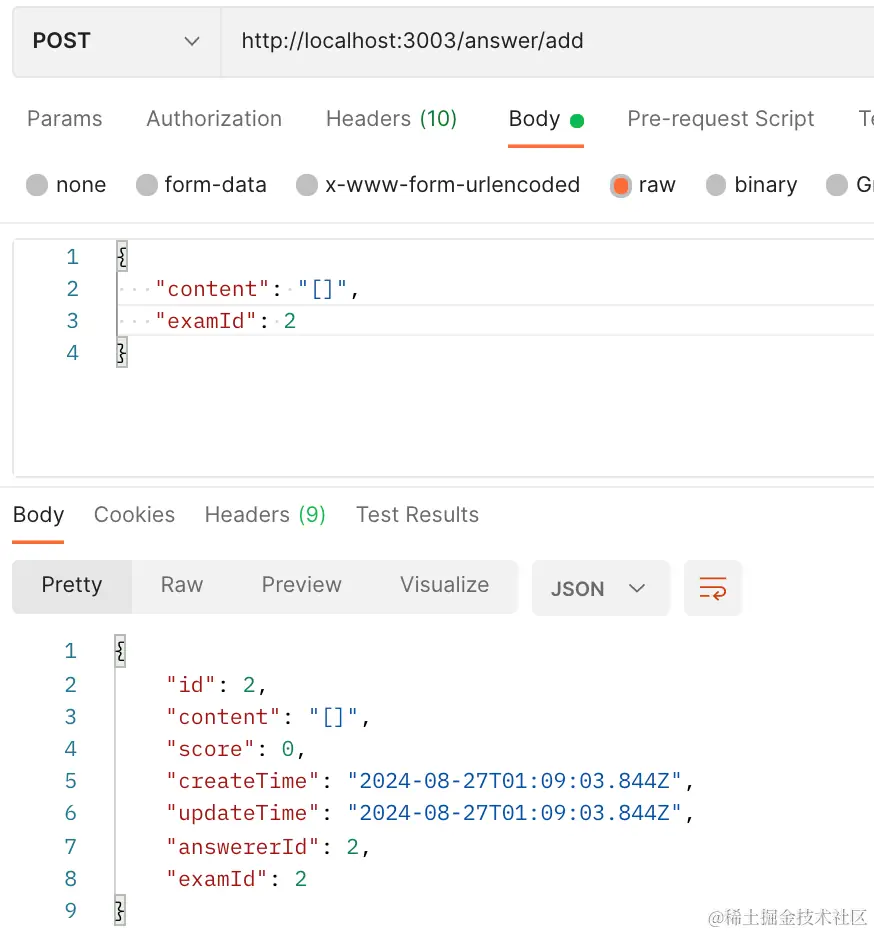 POST http://localhost:3003/answer/add
Params Authorization Headers (10) Body Pre-request Script Te
none form-data x-www-form-urlencoded raw binary Gr
1 {
2 "content": "[]",
3 "examId": 2
4 }
Body Cookies Headers (9) Test Results
Pretty Raw Preview Visualize JSON
1 {
2 "id": 2,
3 "content": "[]",
4 "score": 0,
5 "createTime": "2024-08-27T01:09:03.844Z",
6 "updateTime": "2024-08-27T01:09:03.844Z",
7 "answererId": 2,
8 "examId": 2
9 }
@稀土掘金技术社区